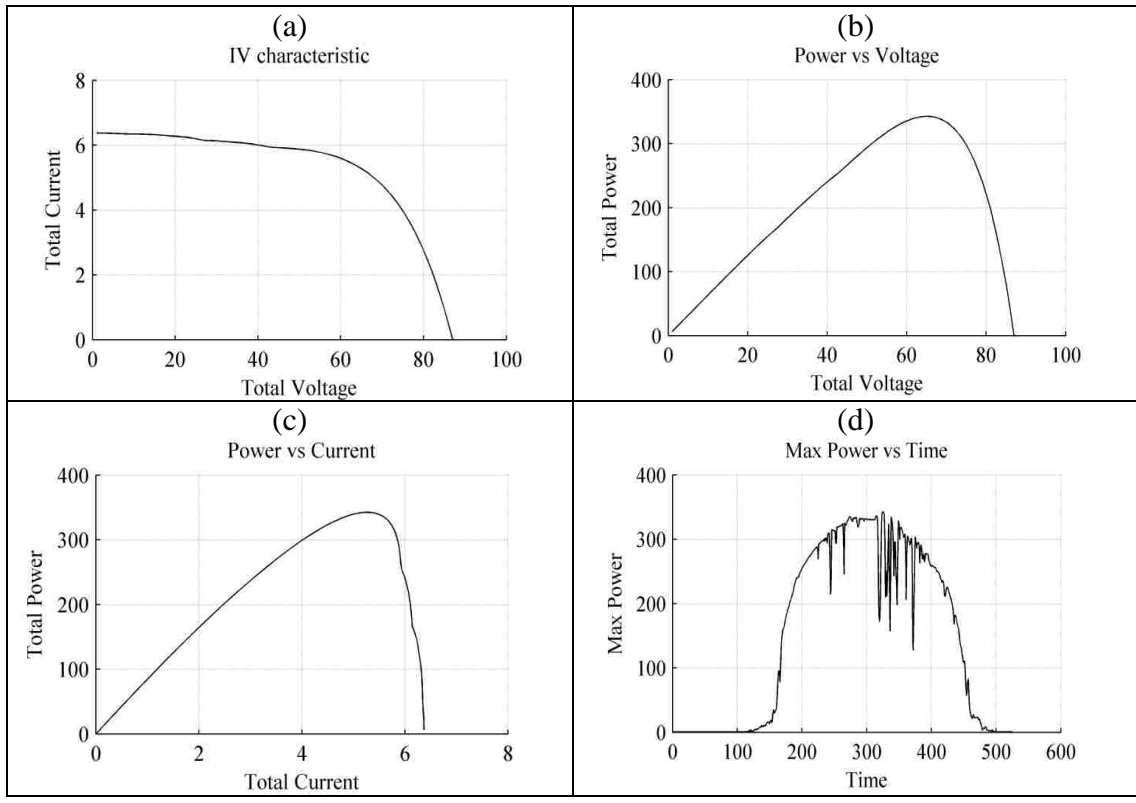 (a)
IV characteristic
8
6
4
2
0
0 20 40 60 80 100
Total Current
Total Voltage
(b)
Power vs Voltage
400
300
200
100
0
0 20 40 60 80 100
Total Power
Total Voltage
(c)
Power vs Current
400
300
200
100
0
0 2 4 6 8
Total Power
Total Current
(d)
Max Power vs Time
400
300
200
100
0
0 100 200 300 400 500 600
Max Power
Time